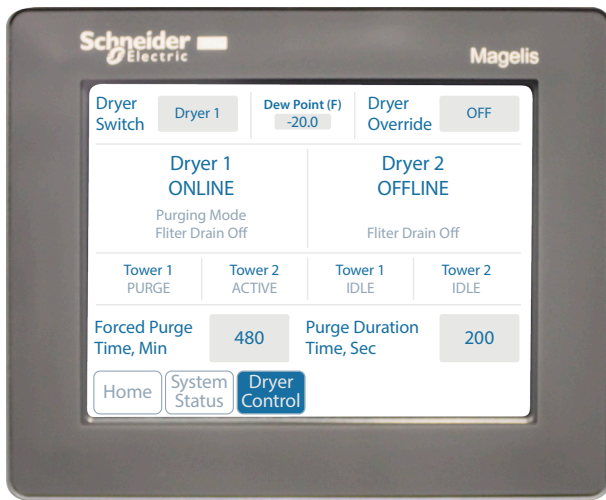 Schneider
Electric
Magelis
Dryer Switch
Dryer 1
Dew Point (F)
-20.0
Dryer Override
OFF
Dryer 1
ONLINE
Purging Mode
Fliter Drain Off
Dryer 2
OFFLINE
Fliter Drain Off
Tower 1
PURGE
Tower 2
ACTIVE
Tower 1
IDLE
Tower 2
IDLE
Forced Purge
Time, Min
480
Purge Duration
Time, Sec
200
Home
System
Status
Dryer
Control